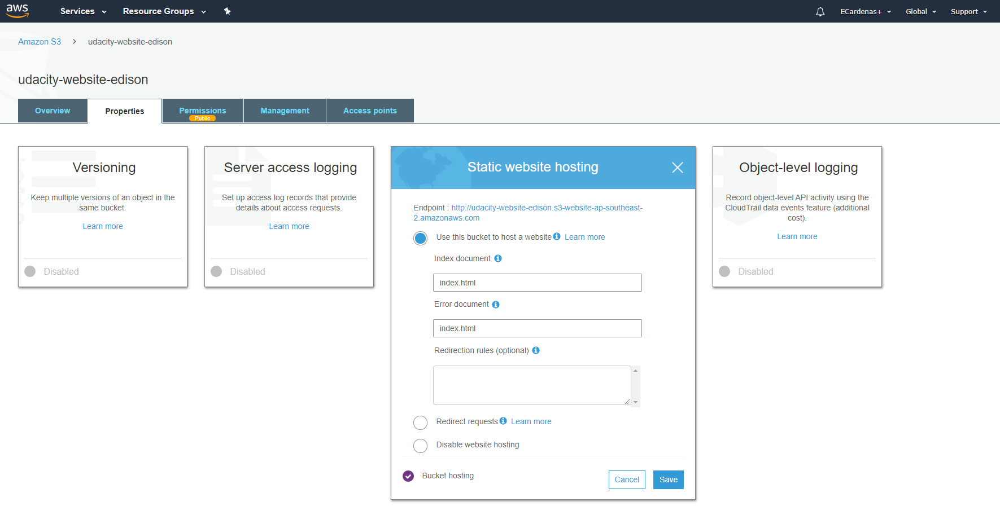 aws Services Resource Groups ECardenas+ Global Support
Amazon S3 > udacity-website-edison
udacity-website-edison
Overview Properties Permissions Management Access points
Public
Versioning
Keep multiple versions of an object in the
same bucket.
Learn more
Disabled
Server access logging
Set up access log records that provide
details about access requests.
Learn more
Disabled
Static website hosting
Endpoint : http://udacity-website-edison.s3-website-ap-southeast-
2.amazonaws.com
Use this bucket to host a website Learn more
Index document
index.html
Error document
index.html
Redirection rules (optional)
Redirect requests Learn more
Disable website hosting
Bucket hosting Cancel Save
Object-level logging
Record object-level API activity using the
CloudTrail data events feature (additional
cost).
Learn more
Disabled